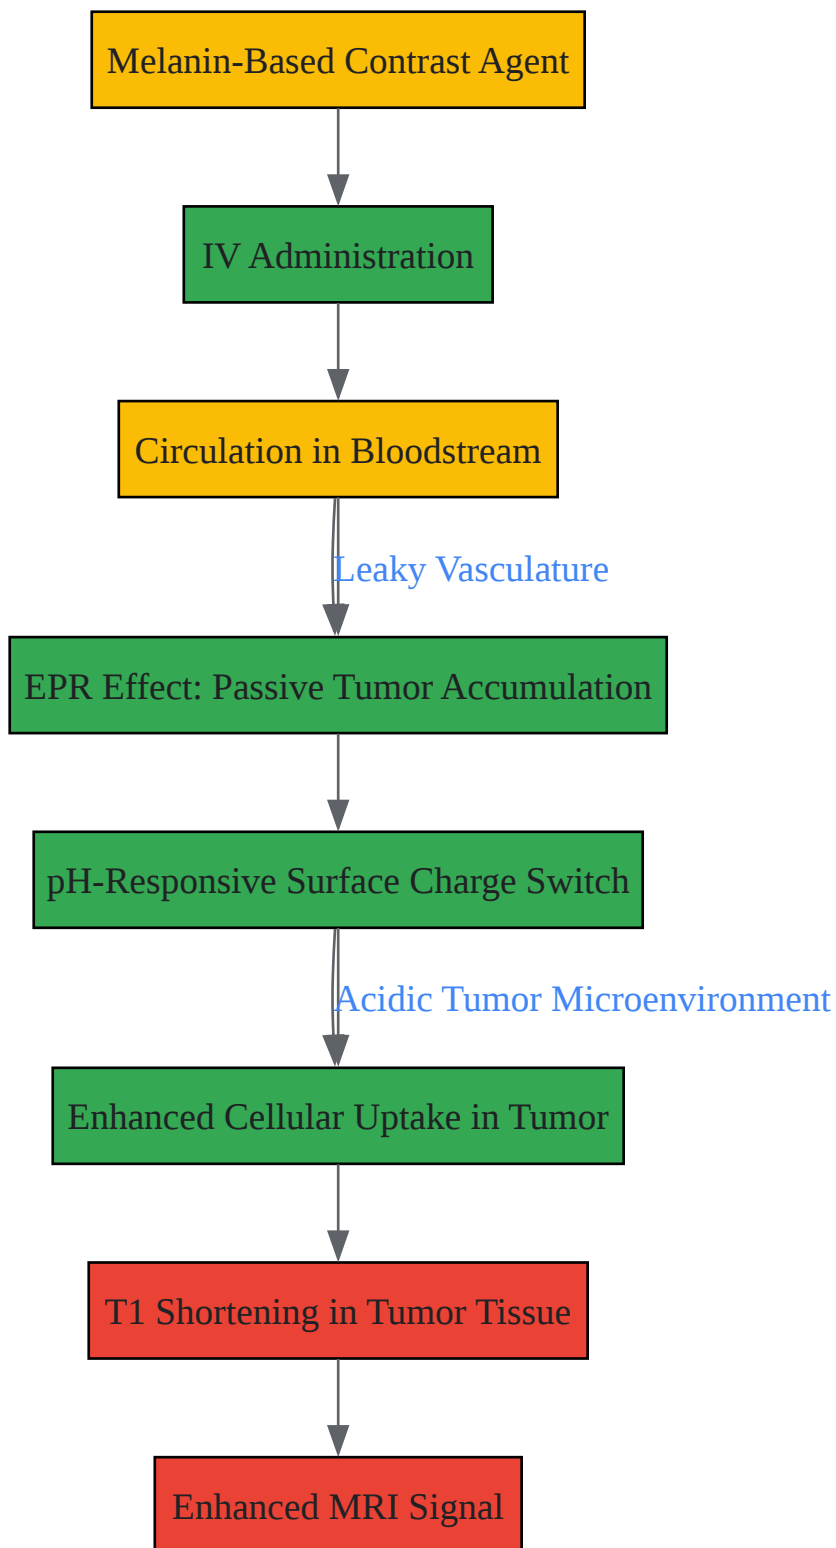 Melanin-Based Contrast Agent
IV Administration
Circulation in Bloodstream
Leaky Vasculature
EPR Effect: Passive Tumor Accumulation
pH-Responsive Surface Charge Switch
Acidic Tumor Microenvironment
Enhanced Cellular Uptake in Tumor
T1 Shortening in Tumor Tissue
Enhanced MRI Signal